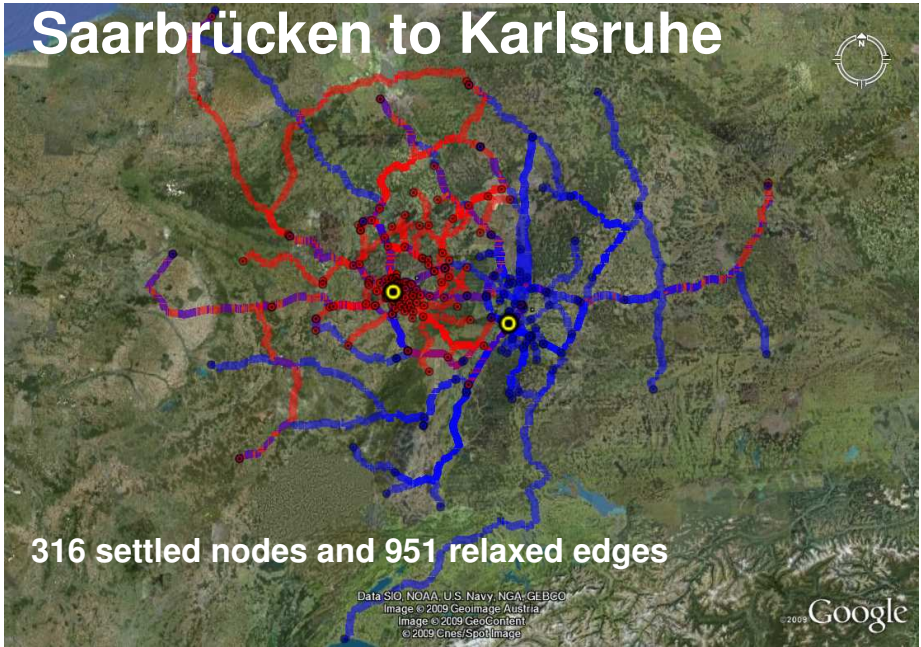 Saarbrücken to Karlsruhe
N
316 settled nodes and 951 relaxed edges
Data SIO, NOAA, U.S. Navy, NGA, GEBCO
Image © 2009 Geoimage Austria
Image © 2009 GeoContent
© 2009 Cnes/Spot Image
©2009 Google